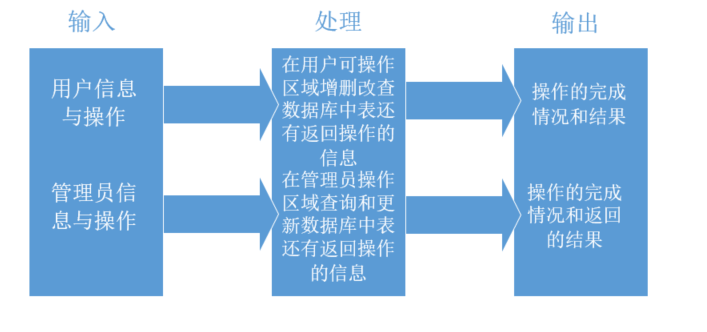 输入
处理
输出
用户信息
与操作
管理员信
息与操作
在用户可操作
区域增删改查
数据库中表还
有返回操作的
信息
在管理员操作
区域查询和更
新数据库中表
还有返回操作
的信息
操作的完成
情况和结果
操作的完成
情况和返回
的结果